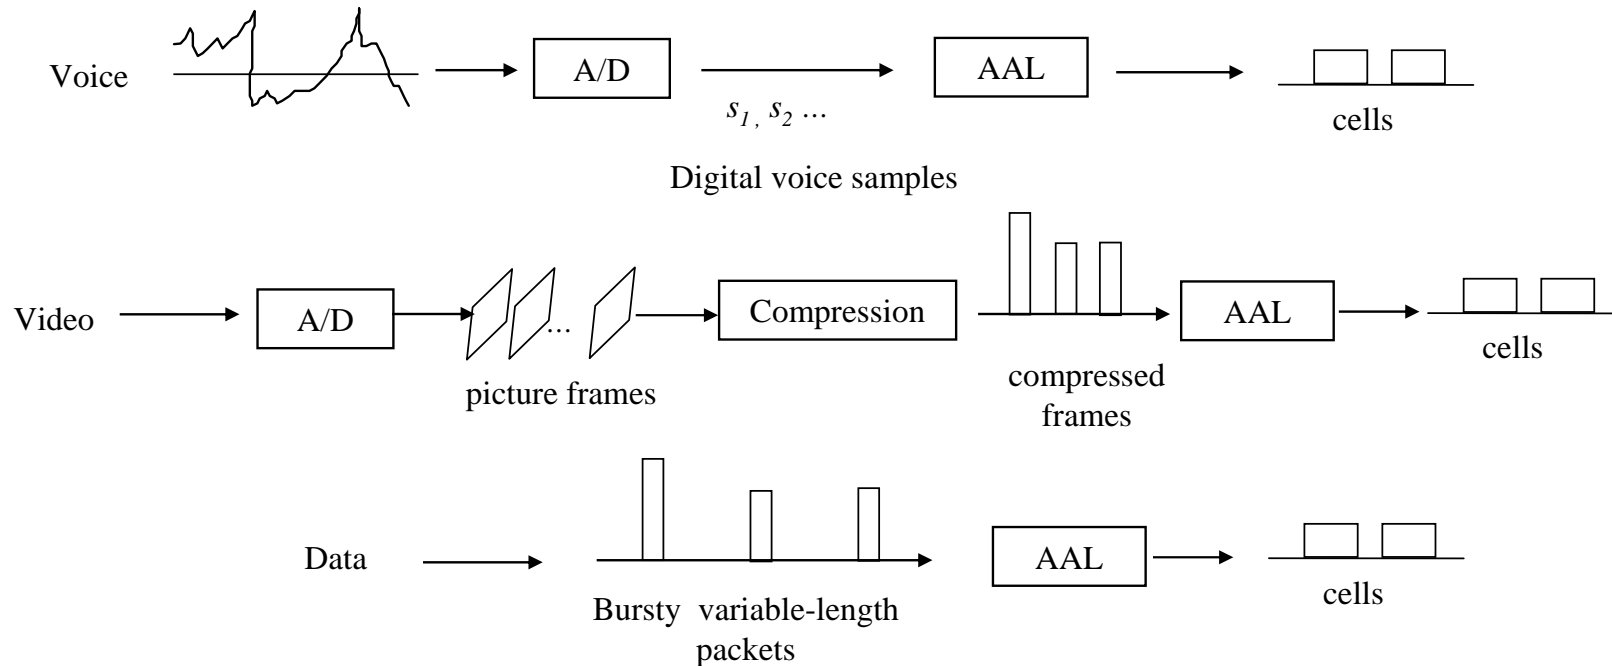 Voice
A/D
s1 , s2 ...
AAL
cells
Digital voice samples
Video
A/D
...
picture frames
Compression
compressed
frames
AAL
cells
Data
Bursty variable-length
packets
AAL
cells